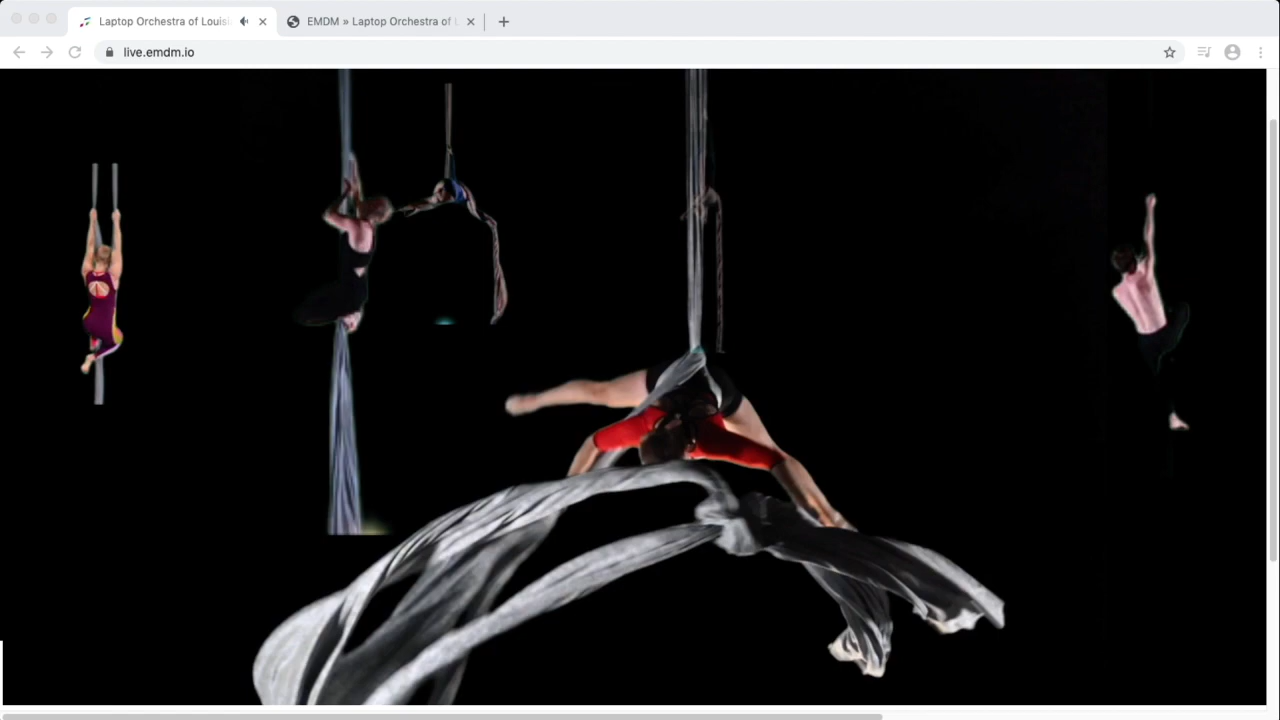 Laptop Orchestra of Louisi
EMDM » Laptop Orchestra of L
live.emdm.io